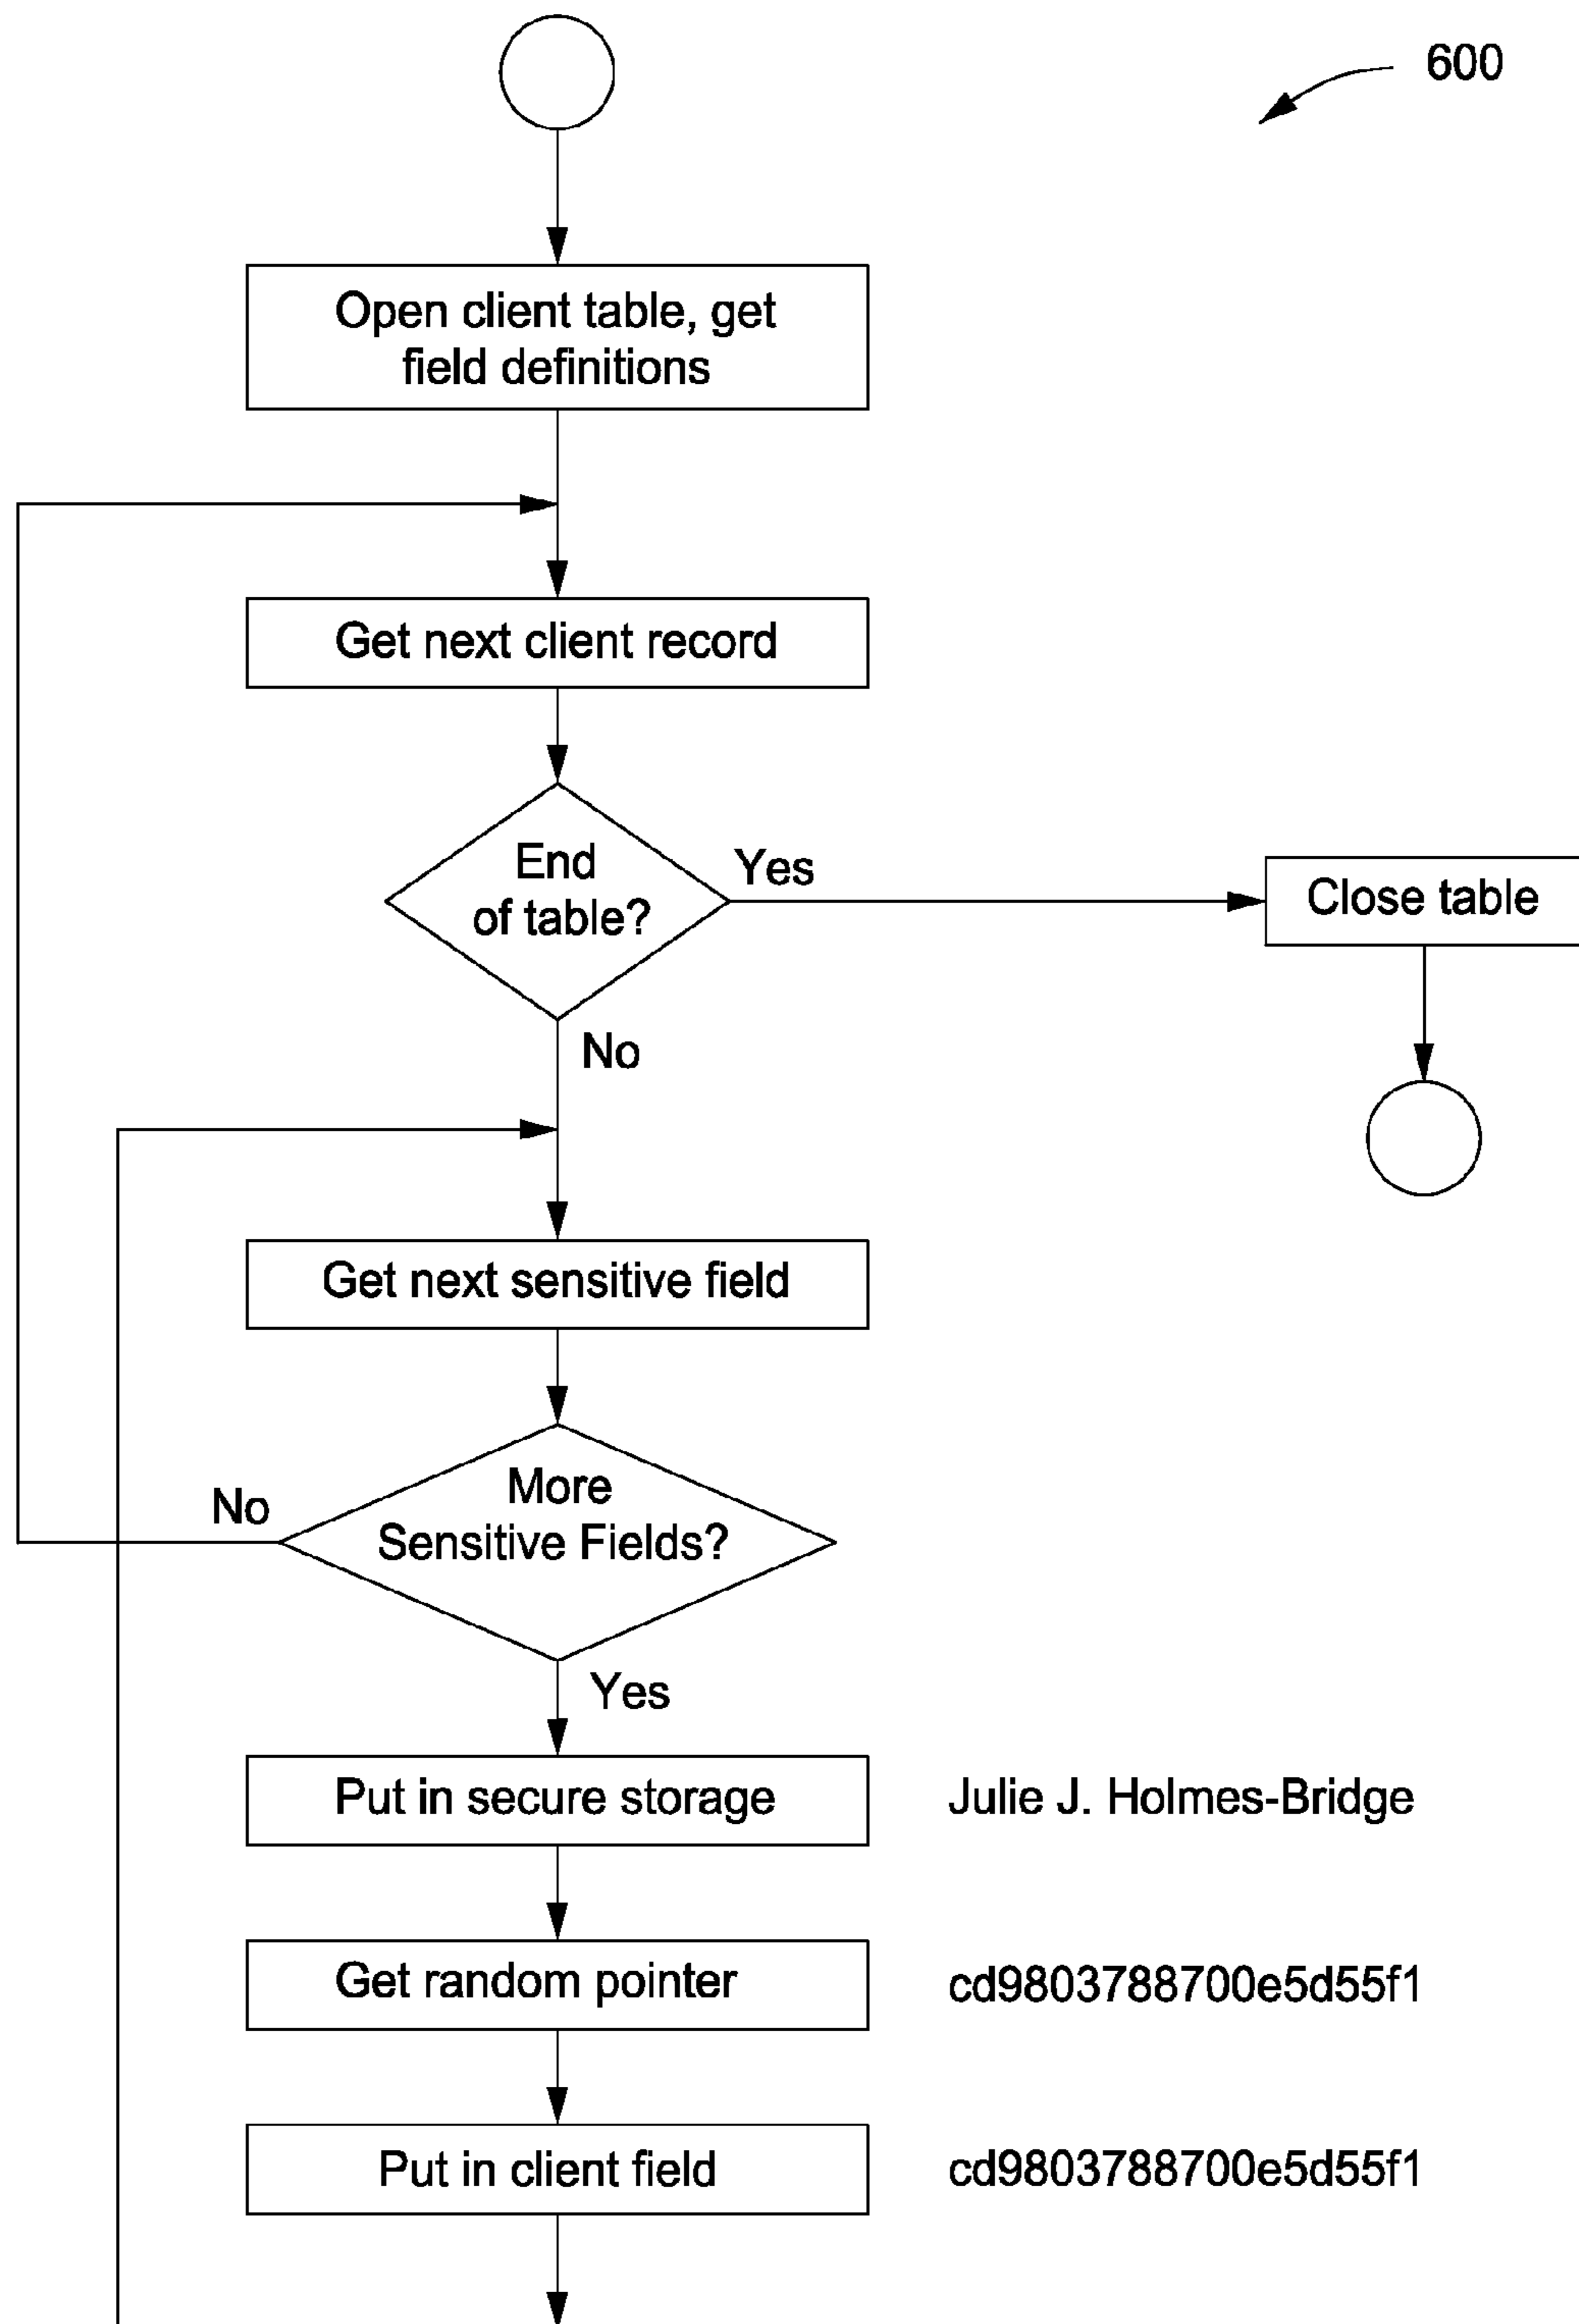 600
Open client table, get
field definitions
Get next client record
End
of table?
Yes
Close table
No
Get next sensitive field
More
Sensitive Fields?
No
Yes
Put in secure storage
Julie J. Holmes-Bridge
Get random pointer
cd9803788700e5d55f1
Put in client field
cd9803788700e5d55f1